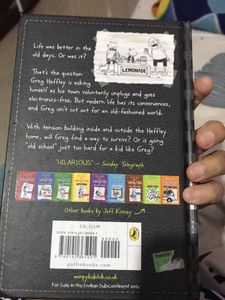 Life was better in the
old days. Or was it?
LEMONADE
That's the question
Greg Heffley is asking
himself as his town voluntarily unplugs and goes
electronics-free. But modern life has its conveniences,
and Greg isn't cut out for an old-fashioned world.
With tension building inside and outside the Heffley
home, will Greg find a way to survive? Or is going
'old school' just too hard for a kid like Greg?
'HILARIOUS' – Sunday Telegraph
Other books by Jeff Kinney
puffinbooks.com
wimpykidclub.co.uk
For Sale in the Indian Subcontinent only